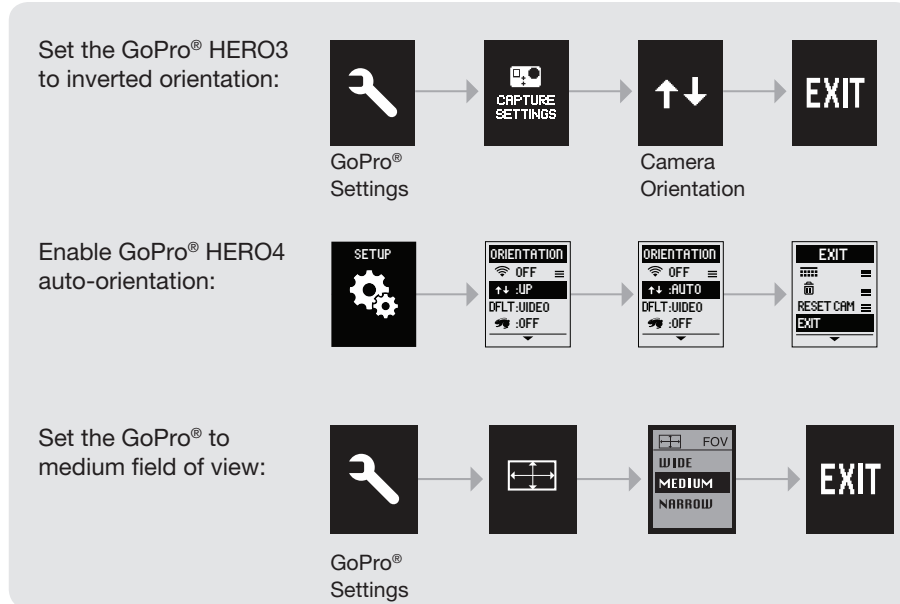 Set the GoPro® HERO3
to inverted orientation:
CAPTURE
SETTINGS
EXIT
GoPro®
Settings
Camera
Orientation
Enable GoPro® HERO4
auto-orientation:
SETUP
ORIENTATION
OFF
:UP
DFLT:VIDEO
:OFF
ORIENTATION
OFF
:AUTO
DFLT:VIDEO
:OFF
EXIT
RESET CAM
EXIT
Set the GoPro® to
medium field of view:
FOV
WIDE
MEDIUM
NARROW
EXIT
GoPro®
Settings